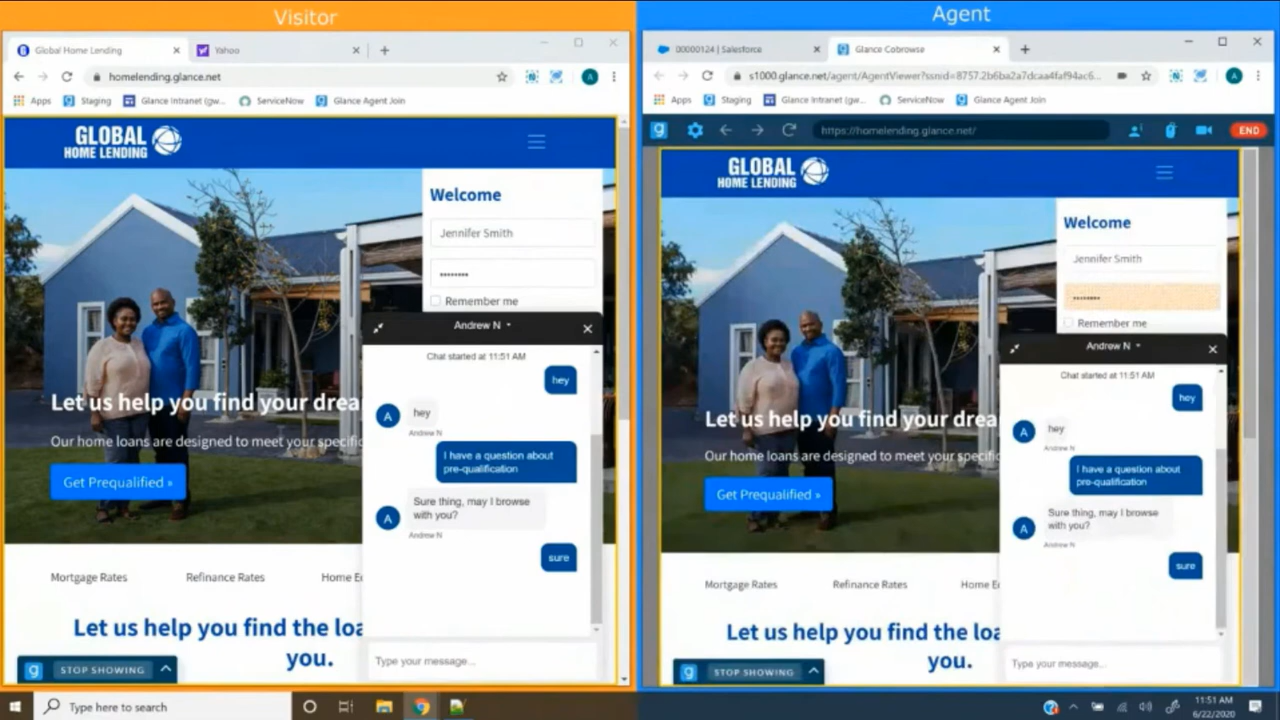 Visitor
Global Home Lending
Yahoo
homelending.glance.net
A
Apps
Staging
Glance Intranet (gw...
ServiceNow
Glance Agent Join
GLOBAL
HOME LENDING
Welcome
Jennifer Smith
••••••••
Remember me
Andrew N
Chat started at 11:51 AM
hey
A
hey
Andrew N
I have a question about
pre-qualification
Sure thing, may I browse
with you?
A
Andrew N
sure
Let us help you find your drea
Our home loans are designed to meet your specific
Get Prequalified »
Mortgage Rates
Refinance Rates
Home E
Let us help you find the loa
you.
g
STOP SHOWING
Type your message...
Agent
00000124 | Salesforce
Glance Cobrowse
s1000.glance.net/agent/AgentViewer?ssnid=8757.2b6ba2a7dcaa4faf94ac6...
A
Apps
Staging
Glance Intranet (gw...
ServiceNow
Glance Agent Join
g
https://homelending.glance.net/
END
GLOBAL
HOME LENDING
Welcome
Jennifer Smith
••••••••
Remember me
Andrew N
Chat started at 11:51 AM
hey
A
hey
Andrew N
I have a question about
pre-qualification
Sure thing, may I browse
with you?
A
Andrew N
sure
Let us help you find your drea
Our home loans are designed to meet your specific
Get Prequalified »
Mortgage Rates
Refinance Rates
Home E
Let us help you find the loa
you.
g
STOP SHOWING
Type your message...
Type here to search
11:51 AM
6/22/2020